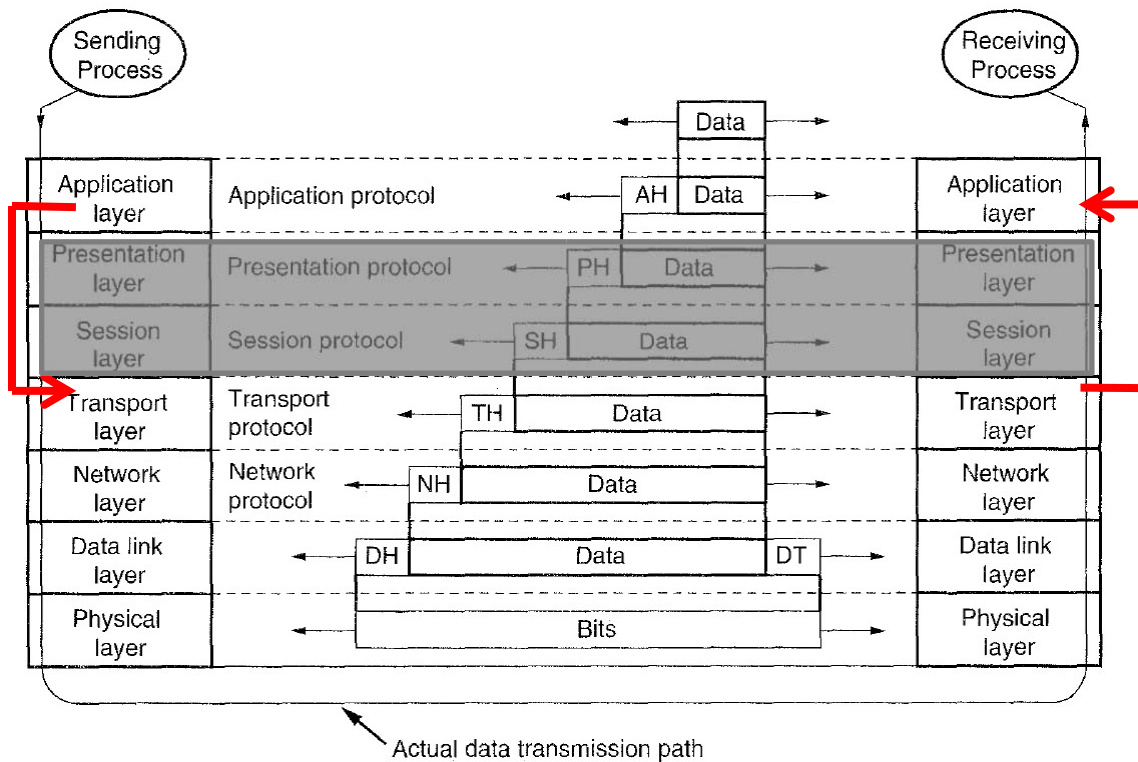 Sending
Process
Receiving
Process
Data
Application
layer
Application protocol
AH
Data
Application
layer
Presentation
layer
Presentation protocol
PH
Data
Presentation
layer
Session
layer
Session protocol
SH
Data
Session
layer
Transport
layer
Transport
protocol
TH
Data
Transport
layer
Network
layer
Network
protocol
NH
Data
Network
layer
Data link
layer
DH
Data
DT
Data link
layer
Physical
layer
Bits
Physical
layer
Actual data transmission path